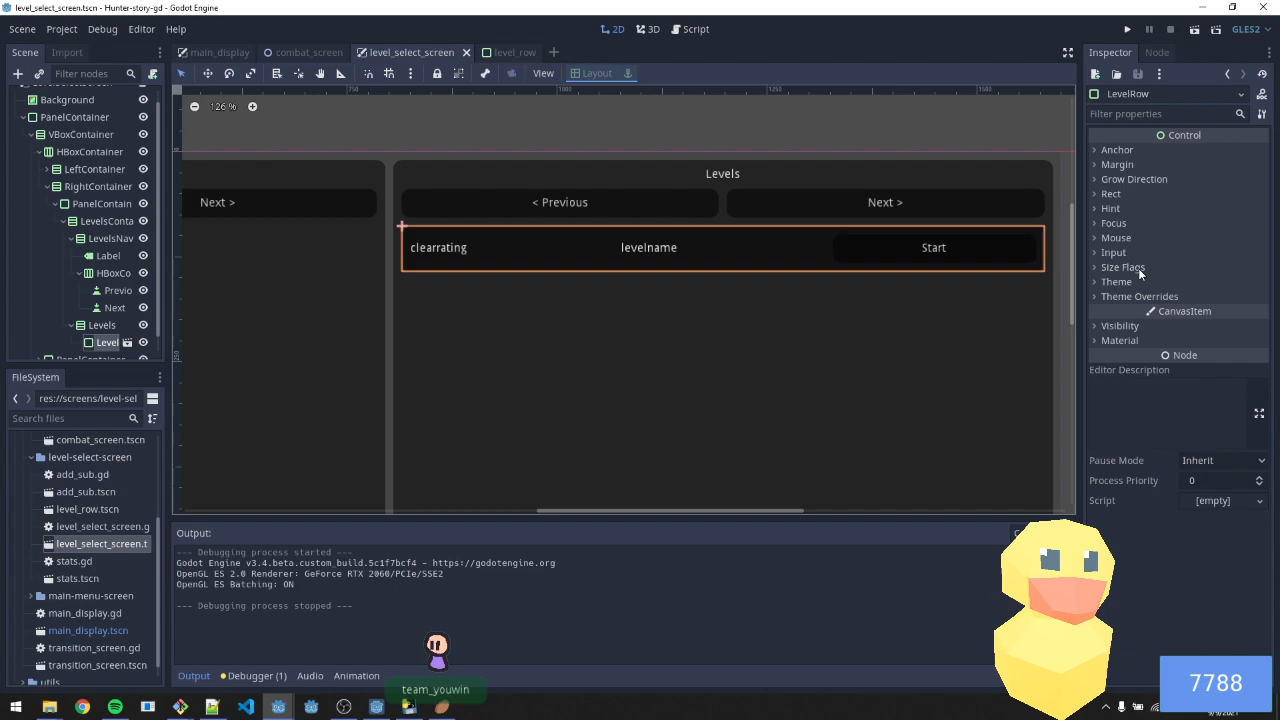 level_select_screen.tscn - Hunter-story-gd - Godot Engine
Scene Project Debug Editor Help
2D 3D Script
GLES2
Scene Import
main_display combat_screen level_select_screen level_row
Inspector Node
Filter nodes
View Layout
126 %
750 1000 1250 1500
LevelRow
Filter properties
Background
PanelContainer
VBoxContainer
HBoxContainer
LeftContainer
RightContainer
PanelContain
LevelsConta
LevelsNav
Label
HBoxCo
Previo
Next
Levels
Level
Levels
Next >
< Previous
Next >
clearrating levelname Start
Control
Anchor
Margin
Grow Direction
Rect
Hint
Focus
Mouse
Input
Size Flags
Theme
Theme Overrides
CanvasItem
Visibility
Material
Node
Editor Description
Pause Mode Inherit
Process Priority 0
Script [empty]
FileSystem
res://screens/level-sel
Search files
combat_screen.tscn
level-select-screen
add_sub.gd
add_sub.tscn
level_row.tscn
level_select_screen.g
level_select_screen.t
stats.gd
stats.tscn
main-menu-screen
main_display.gd
main_display.tscn
transition_screen.gd
transition_screen.tscn
utils
Output:
--- Debugging process started ---
Godot Engine v3.4.beta.custom_build.5c1f7bcf4 - https://godotengine.org
OpenGL ES 2.0 Renderer: GeForce RTX 2060/PCIe/SSE2
OpenGL ES Batching: ON
--- Debugging process stopped ---
Output Debugger (1) Audio Animation
team_youwin
7788